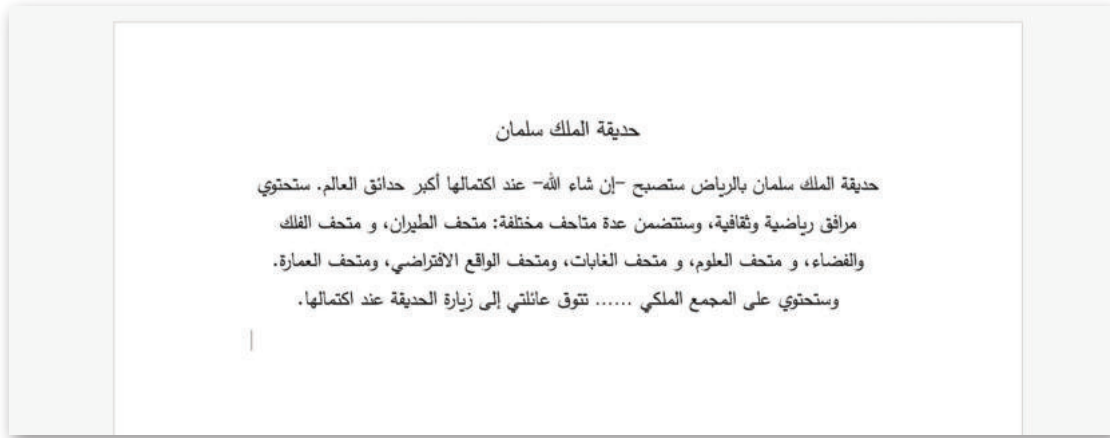 حديقة الملك سلمان
حديقة الملك سلمان بالرياض ستصبح –إن شاء الله– عند اكتمالها أكبر حدائق العالم. ستحتوي
مرافق رياضية وثقافية، وستتضمن عدة متاحف مختلفة: متحف الطيران، و متحف الفلك
والفضاء، و متحف العلوم، و متحف الغابات، ومتحف الواقع الافتراضي، ومتحف العمارة.
وستحتوي على المجمع الملكي ...... تتوق عائلتي إلى زيارة الحديقة عند اكتمالها.